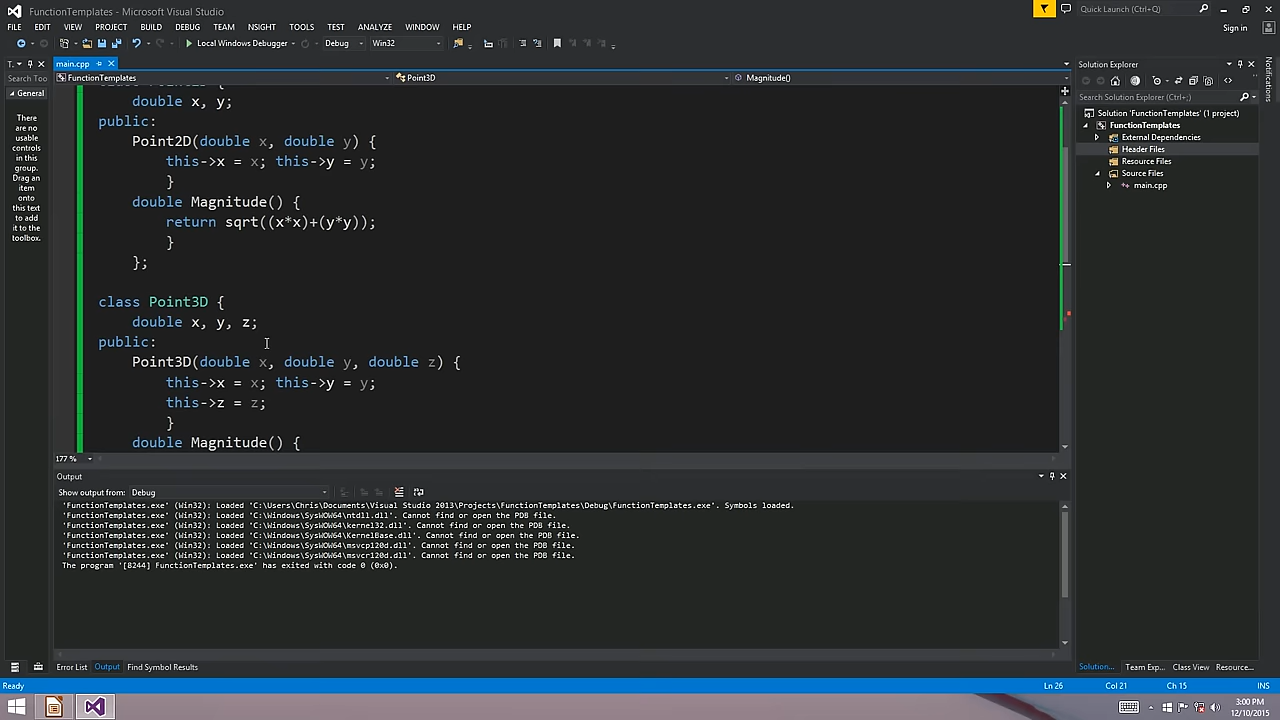 FunctionTemplates - Microsoft Visual Studio
Quick Launch (Ctrl+Q)
FILE EDIT VIEW PROJECT BUILD DEBUG TEAM NSIGHT TOOLS TEST ANALYZE WINDOW HELP
Sign in
Local Windows Debugger Debug Win32
T..
main.cpp
Solution Explorer
Notifications
Search Too
FunctionTemplates
Point3D
Magnitude()
General
There
are no
usable
controls
in this
group.
Drag an
item
onto
this text
to add
it to the
toolbox.
double x, y;
public:
Point2D(double x, double y) {
this->x = x; this->y = y;
}
double Magnitude() {
return sqrt((x*x)+(y*y));
}
};
class Point3D {
double x, y, z;
public:
Point3D(double x, double y, double z) {
this->x = x; this->y = y;
this->z = z;
}
double Magnitude() {
177 %
Search Solution Explorer (Ctrl+;)
Solution 'FunctionTemplates' (1 project)
FunctionTemplates
External Dependencies
Header Files
Resource Files
Source Files
main.cpp
Output
Show output from: Debug
'FunctionTemplates.exe' (Win32): Loaded 'C:\Users\Chris\Documents\Visual Studio 2013\Projects\FunctionTemplates\Debug\FunctionTemplates.exe'. Symbols loaded.
'FunctionTemplates.exe' (Win32): Loaded 'C:\Windows\SysWOW64\ntdll.dll'. Cannot find or open the PDB file.
'FunctionTemplates.exe' (Win32): Loaded 'C:\Windows\SysWOW64\kernel32.dll'. Cannot find or open the PDB file.
'FunctionTemplates.exe' (Win32): Loaded 'C:\Windows\SysWOW64\KernelBase.dll'. Cannot find or open the PDB file.
'FunctionTemplates.exe' (Win32): Loaded 'C:\Windows\SysWOW64\msvcp120d.dll'. Cannot find or open the PDB file.
'FunctionTemplates.exe' (Win32): Loaded 'C:\Windows\SysWOW64\msvcr120d.dll'. Cannot find or open the PDB file.
The program '[8244] FunctionTemplates.exe' has exited with code 0 (0x0).
Error List Output Find Symbol Results
Solution... Team Exp... Class View Resource...
Ready Ln 26 Col 21 Ch 15 INS
3:00 PM
12/10/2015